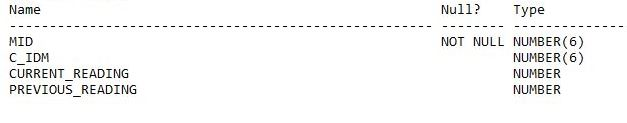 Name Null? Type
----------------------------------------------------- -------- --------------
MID NOT NULL NUMBER(6)
C_IDM NUMBER(6)
CURRENT_READING NUMBER
PREVIOUS_READING NUMBER